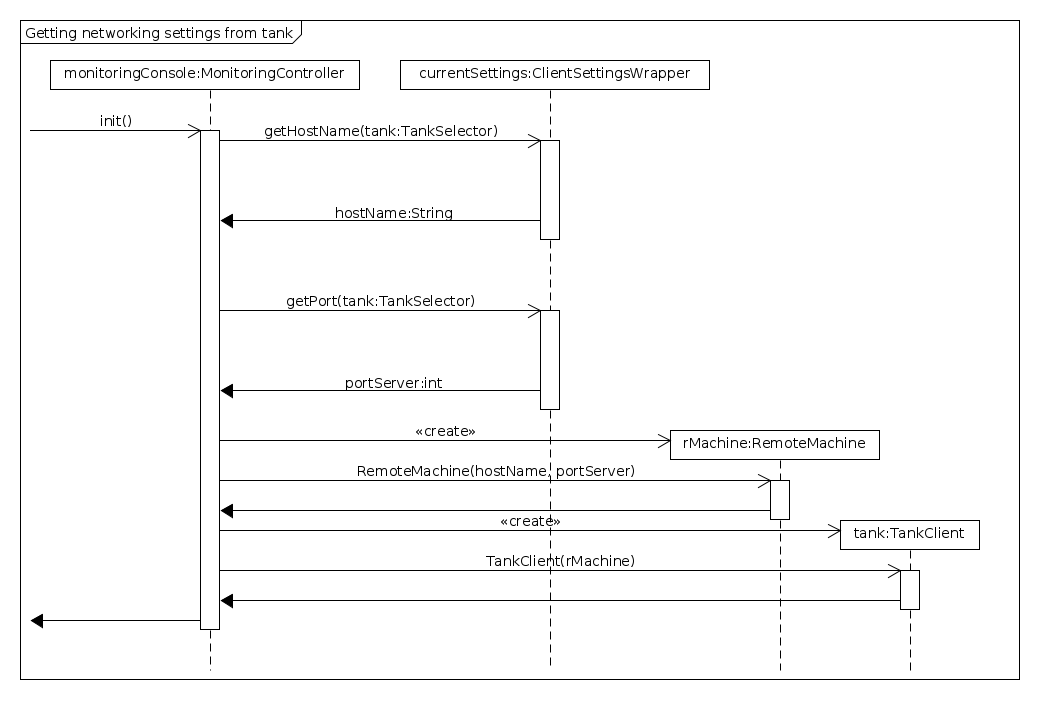 Getting networking settings from tank
monitoringConsole:MonitoringController
currentSettings:ClientSettingsWrapper
init()
getHostName(tank:TankSelector)
hostName:String
getPort(tank:TankSelector)
portServer:int
«create»
rMachine:RemoteMachine
RemoteMachine(hostName, portServer)
«create»
tank:TankClient
TankClient(rMachine)